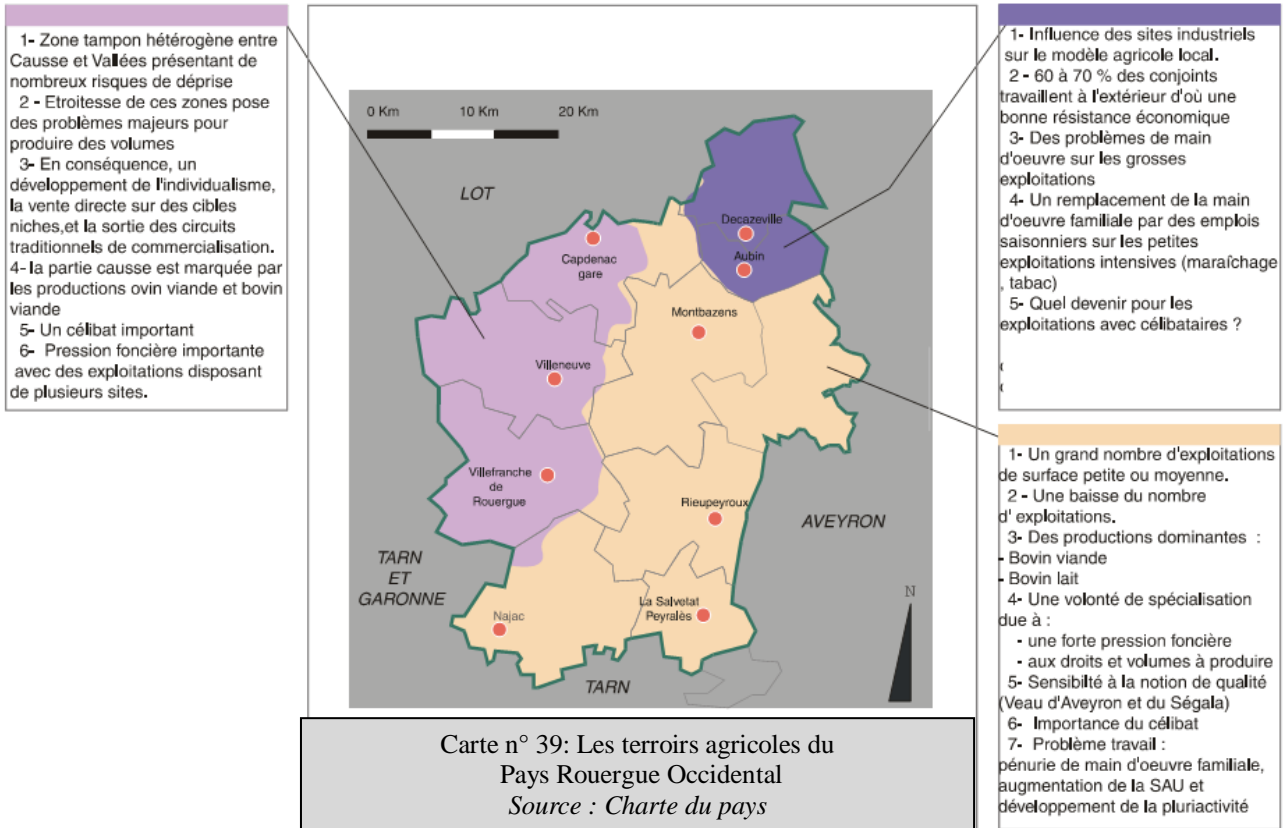 1- Zone tampon hétérogène entre
Causse et Vallées présentant de
nombreux risques de déprise
2 - Etroitesse de ces zones pose
des problèmes majeurs pour
produire des volumes
3- En conséquence, un
développement de l'individualisme,
la vente directe sur des cibles
niches,et la sortie des circuits
traditionnels de commercialisation.
4- la partie causse est marquée par
les productions ovin viande et bovin
viande
5- Un célibat important
6- Pression foncière importante
avec des exploitations disposant
de plusieurs sites.
0 Km 10 Km 20 Km
LOT
Decazeville
Aubin
Capdenac
gare
Montbazens
Villeneuve
Villefranche
de
Rouergue
Rieupeyroux
AVEYRON
TARN
ET
GARONNE
Najac
La Salvetat
Peyralès
N
TARN
1- Influence des sites industriels
sur le modèle agricole local.
2 - 60 à 70 % des conjoints
travaillent à l'extérieur d'où une
bonne résistance économique
3- Des problèmes de main
d'oeuvre sur les grosses
exploitations
4- Un remplacement de la main
d'oeuvre familiale par des emplois
saisonniers sur les petites
exploitations intensives (maraîchage
, tabac)
5- Quel devenir pour les
exploitations avec célibataires ?
1- Un grand nombre d'exploitations
de surface petite ou moyenne.
2 - Une baisse du nombre
d' exploitations.
3- Des productions dominantes :
- Bovin viande
- Bovin lait
4- Une volonté de spécialisation
due à :
- une forte pression foncière
- aux droits et volumes à produire
5- Sensibilté à la notion de qualité
(Veau d'Aveyron et du Ségala)
6- Importance du célibat
7- Problème travail :
pénurie de main d'oeuvre familiale,
augmentation de la SAU et
développement de la pluriactivité
Carte n° 39: Les terroirs agricoles du
Pays Rouergue Occidental
Source : Charte du pays